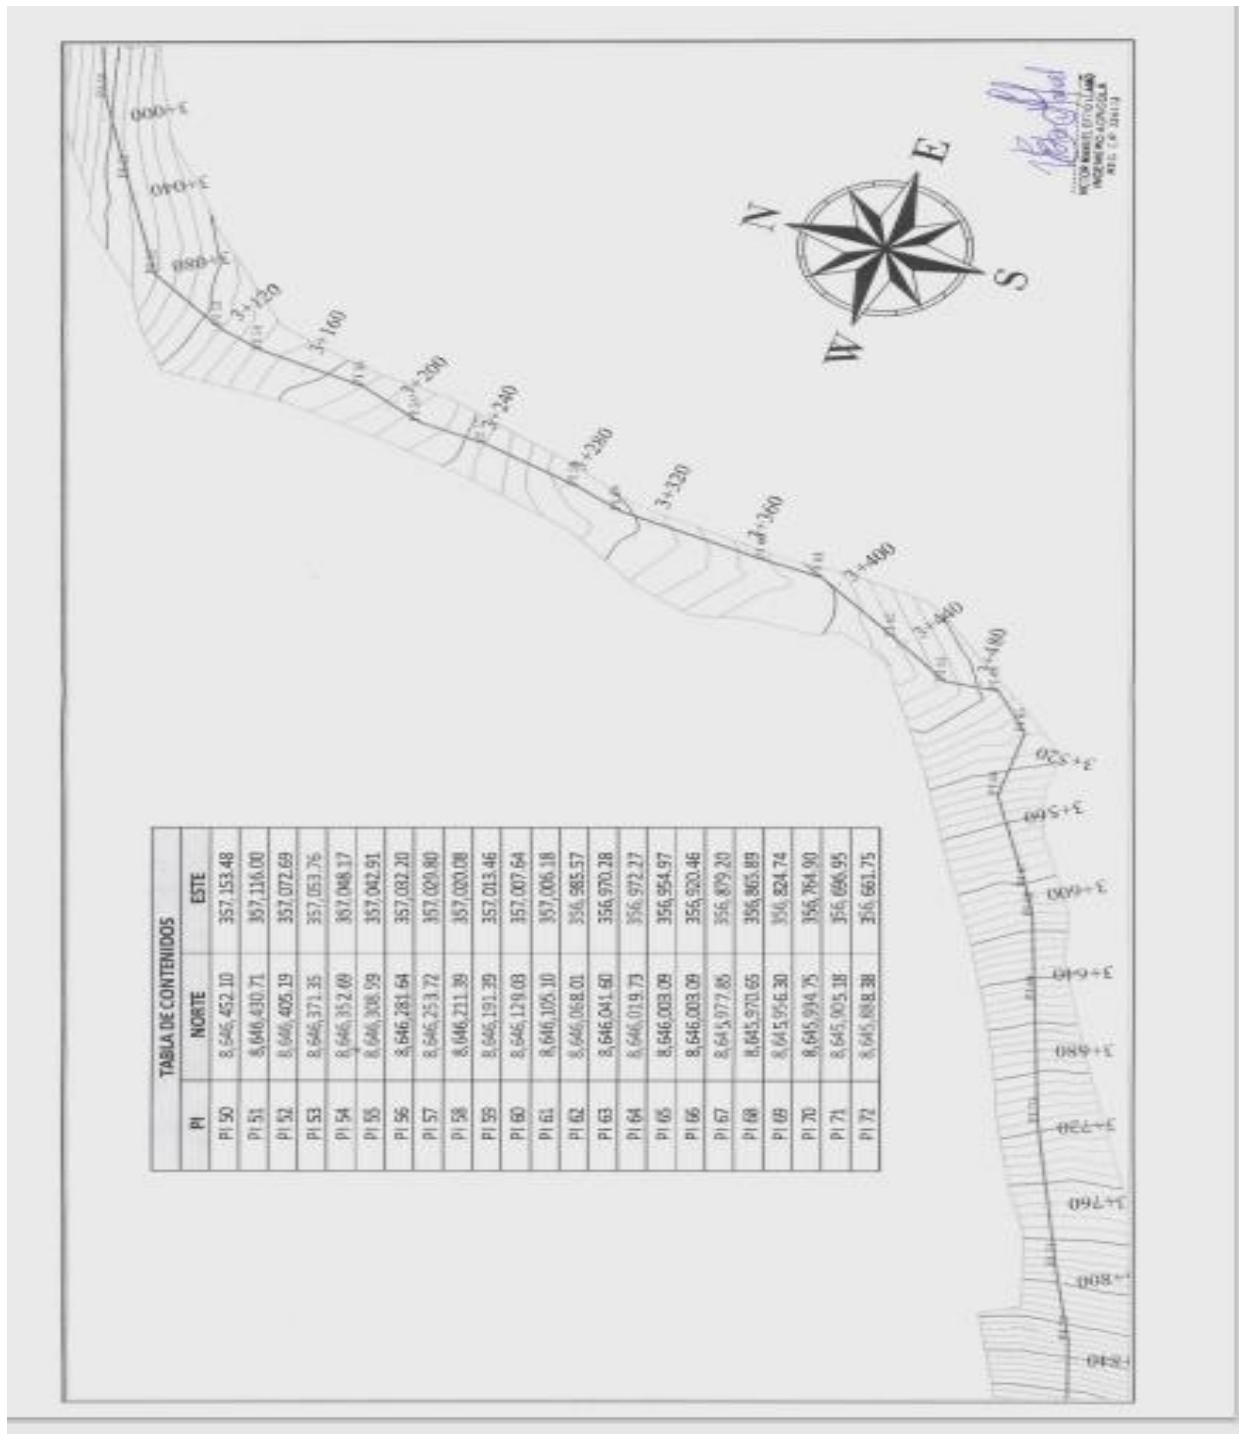 3+000
3+040
3+080
3+120
3+160
3+200
3+240
3+280
3+320
3+360
3+400
3+440
3+480
3+520
3+560
3+600
3+640
3+680
3+720
3+760
+800
+840
N
E
S
W
INGENIERO AGRICOLA
TABLA DE CONTENIDOS
PI NORTE ESTE
PI 50 8,646,452.10 357,153.48
PI 51 8,646,430.71 357,116.00
PI 52 8,646,405.19 357,072.69
PI 53 8,646,371.35 357,053.76
PI 54 8,646,352.69 357,048.17
PI 55 8,646,308.99 357,042.91
PI 56 8,646,281.64 357,032.20
PI 57 8,646,253.72 357,029.80
PI 58 8,646,211.39 357,020.08
PI 59 8,646,191.39 357,013.46
PI 60 8,646,129.03 357,007.64
PI 61 8,646,105.10 357,006.18
PI 62 8,646,068.01 356,985.57
PI 63 8,646,041.60 356,970.28
PI 64 8,646,019.73 356,972.27
PI 65 8,646,003.09 356,954.97
PI 66 8,646,003.09 356,920.46
PI 67 8,645,977.85 356,879.20
PI 68 8,645,970.65 356,865.89
PI 69 8,645,956.30 356,824.74
PI 70 8,645,934.75 356,764.90
PI 71 8,645,905.18 356,696.95
PI 72 8,645,888.38 356,661.75